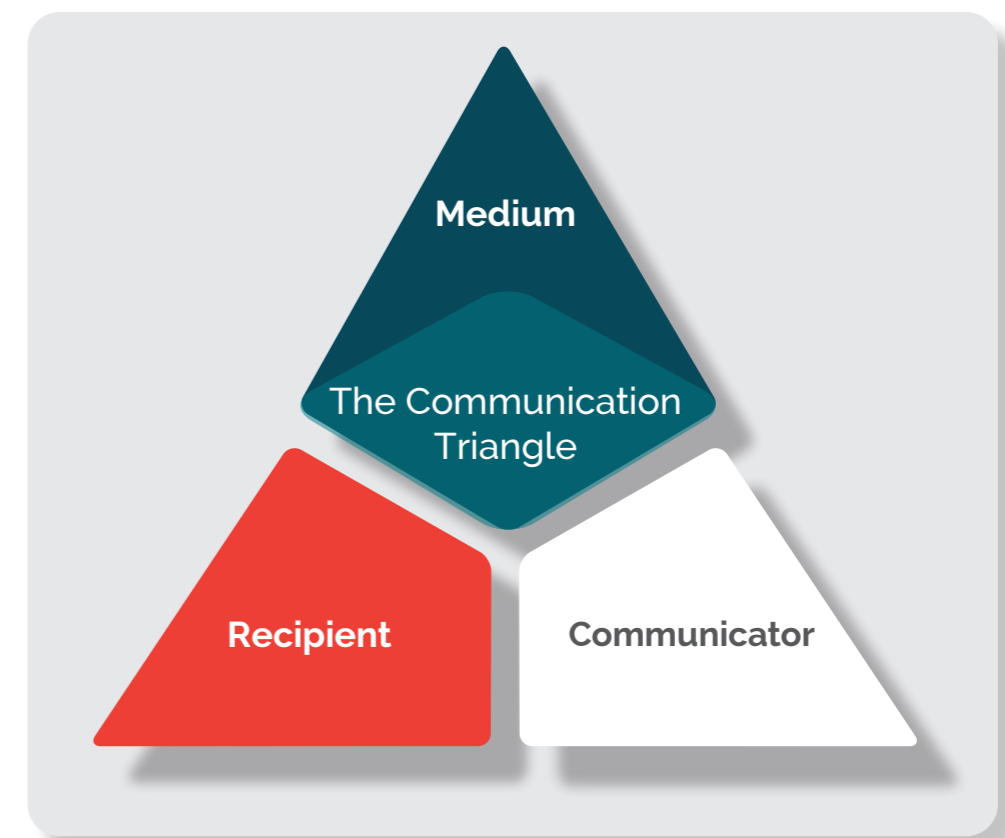 Medium
The Communication
Triangle
Recipient
Communicator